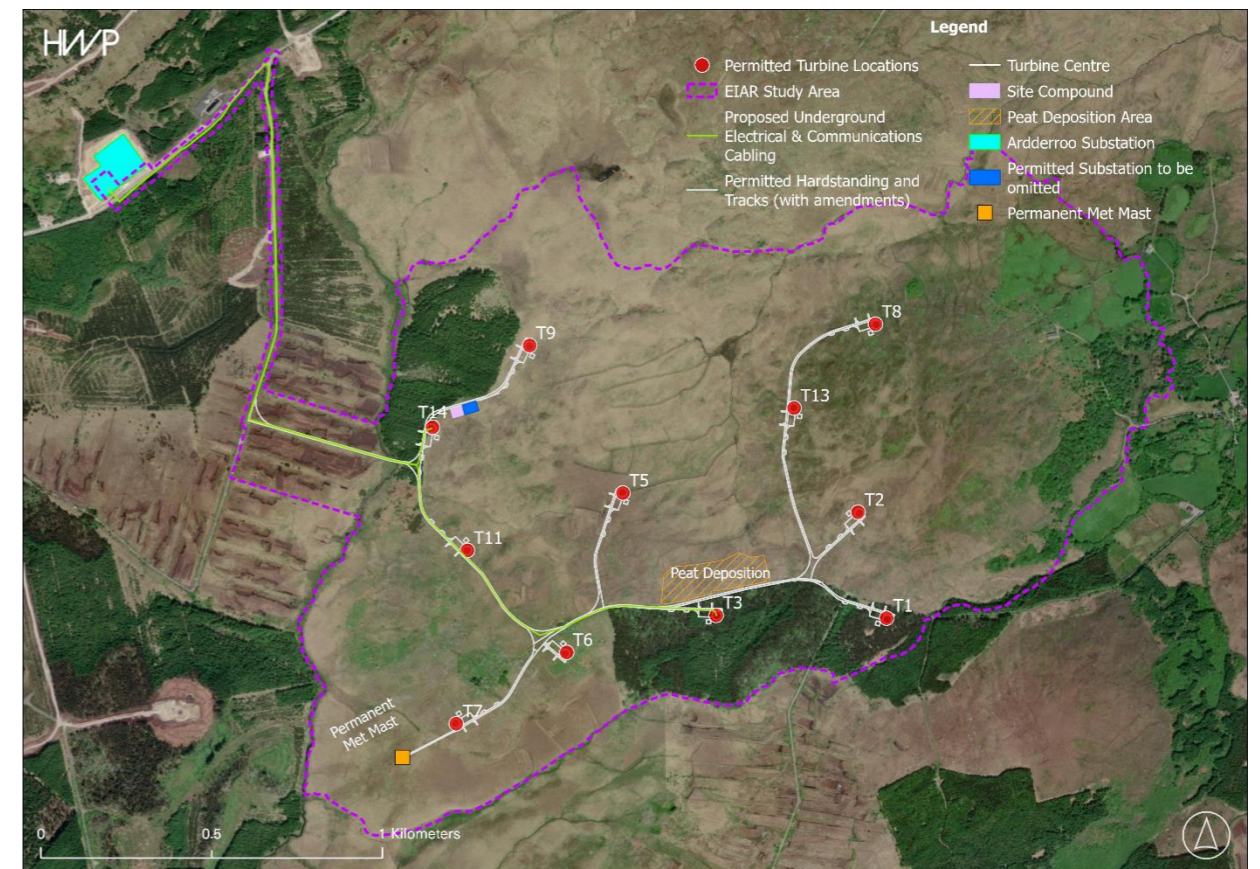 HWP
Legend
Permitted Turbine Locations
EIAR Study Area
Proposed Underground
Electrical & Communications
Cabling
Permitted Hardstanding and
Tracks (with amendments)
Turbine Centre
Site Compound
Peat Deposition Area
Ardderroo Substation
Permitted Substation to be
omitted
Permanent Met Mast
T8
T9
T13
T14
T5
T2
T11
Peat Deposition
T3
T1
T6
T7
Permanent
Met Mast
0
0.5
1 Kilometers